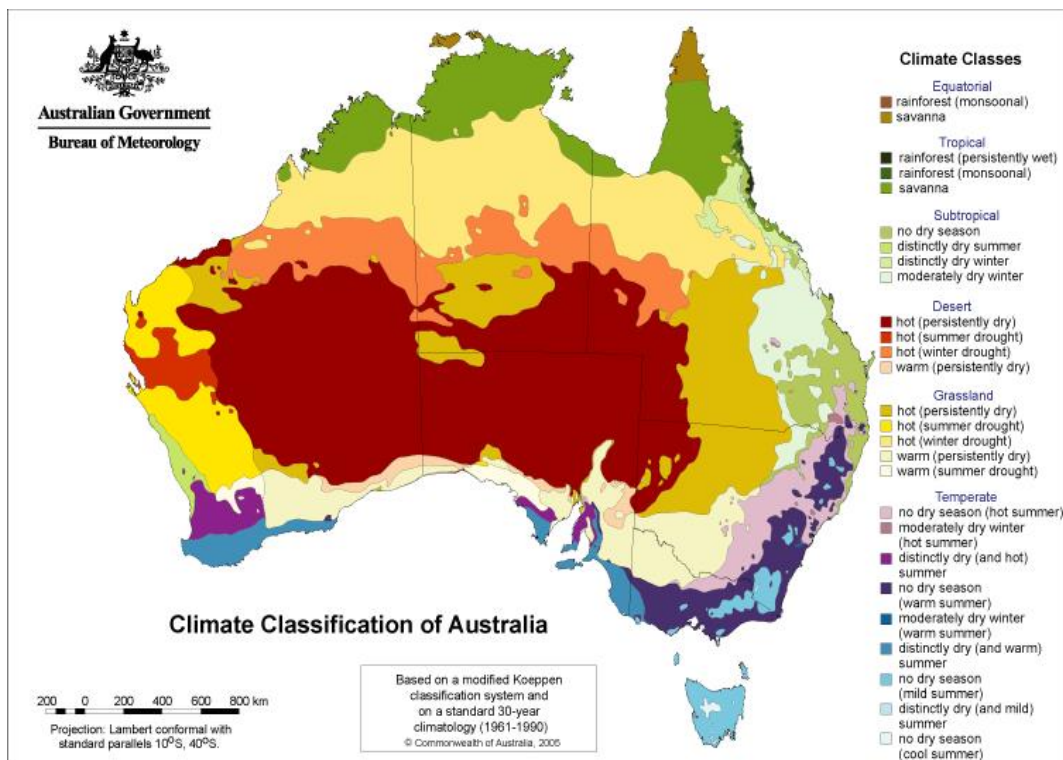 Australian Government
Bureau of Meteorology
Climate Classes
Equatorial
rainforest (monsoonal)
savanna
Tropical
rainforest (persistently wet)
rainforest (monsoonal)
savanna
Subtropical
no dry season
distinctly dry summer
distinctly dry winter
moderately dry winter
Desert
hot (persistently dry)
hot (summer drought)
hot (winter drought)
warm (persistently dry)
Grassland
hot (persistently dry)
hot (summer drought)
hot (winter drought)
warm (persistently dry)
warm (summer drought)
Temperate
no dry season (hot summer)
moderately dry winter
(hot summer)
distinctly dry (and hot)
summer
no dry season
(warm summer)
moderately dry winter
(warm summer)
distinctly dry (and warm)
summer
no dry season
(mild summer)
distinctly dry (and mild)
summer
no dry season
(cool summer)
Climate Classification of Australia
Based on a modified Koeppen
classification system and
on a standard 30-year
climatology (1961-1990)
© Commonwealth of Australia, 2005
200 0 200 400 600 800 km
Projection: Lambert conformal with
standard parallels 10°S, 40°S.